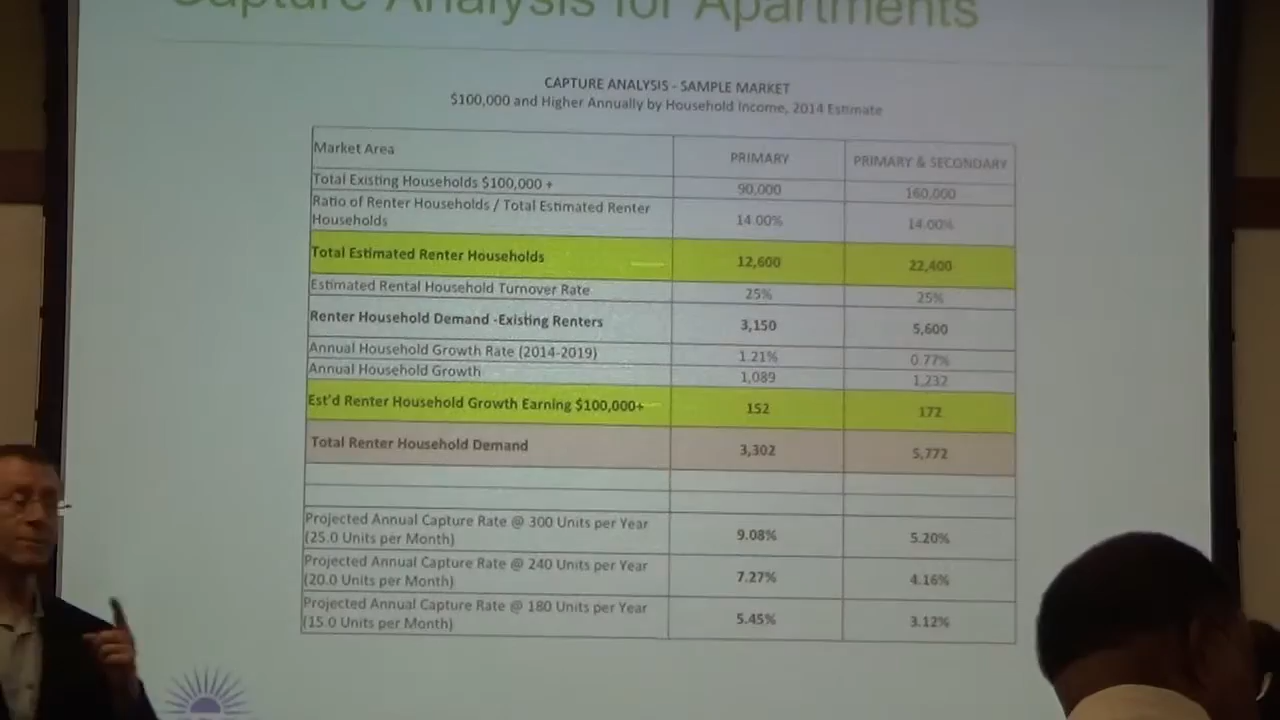 Capture Analysis for Apartments
CAPTURE ANALYSIS - SAMPLE MARKET
$100,000 and Higher Annually by Household Income, 2014 Estimate
Market Area PRIMARY PRIMARY & SECONDARY
Total Existing Households $100,000 + 90,000 160,000
Ratio of Renter Households / Total Estimated Renter
Households 14.00% 14.00%
Total Estimated Renter Households 12,600 22,400
Estimated Rental Household Turnover Rate 25% 25%
Renter Household Demand -Existing Renters 3,150 5,600
Annual Household Growth Rate (2014-2019) 1.21% 0.77%
Annual Household Growth 1,089 1,232
Est'd Renter Household Growth Earning $100,000+ 152 172
Total Renter Household Demand 3,302 5,772
Projected Annual Capture Rate @ 300 Units per Year
(25.0 Units per Month) 9.08% 5.20%
Projected Annual Capture Rate @ 240 Units per Year
(20.0 Units per Month) 7.27% 4.16%
Projected Annual Capture Rate @ 180 Units per Year
(15.0 Units per Month) 5.45% 3.12%